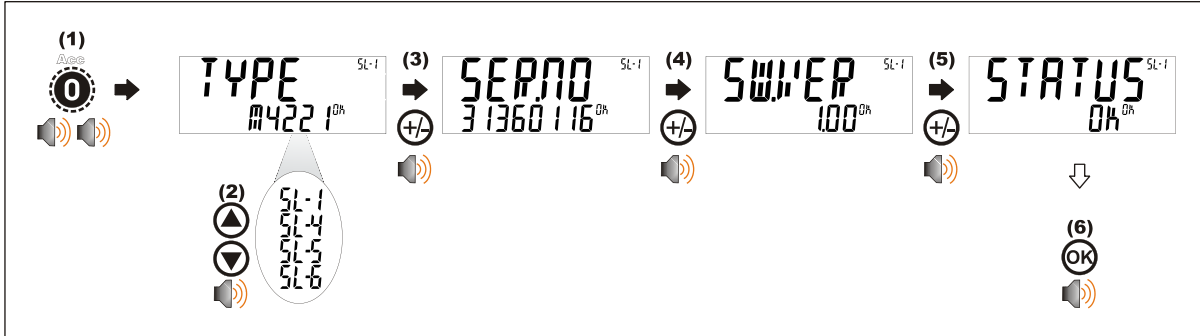 (1)
Acc
0
TYPE
SL-1
M4221 OK
(2)
SL-1
SL-4
SL-5
SL-6
(3)
+/-
SER.NO
SL-1
31360116 OK
(4)
+/-
SW.VER
SL-1
1.00 OK
(5)
+/-
STATUS
SL-1
OK OK
(6)
OK